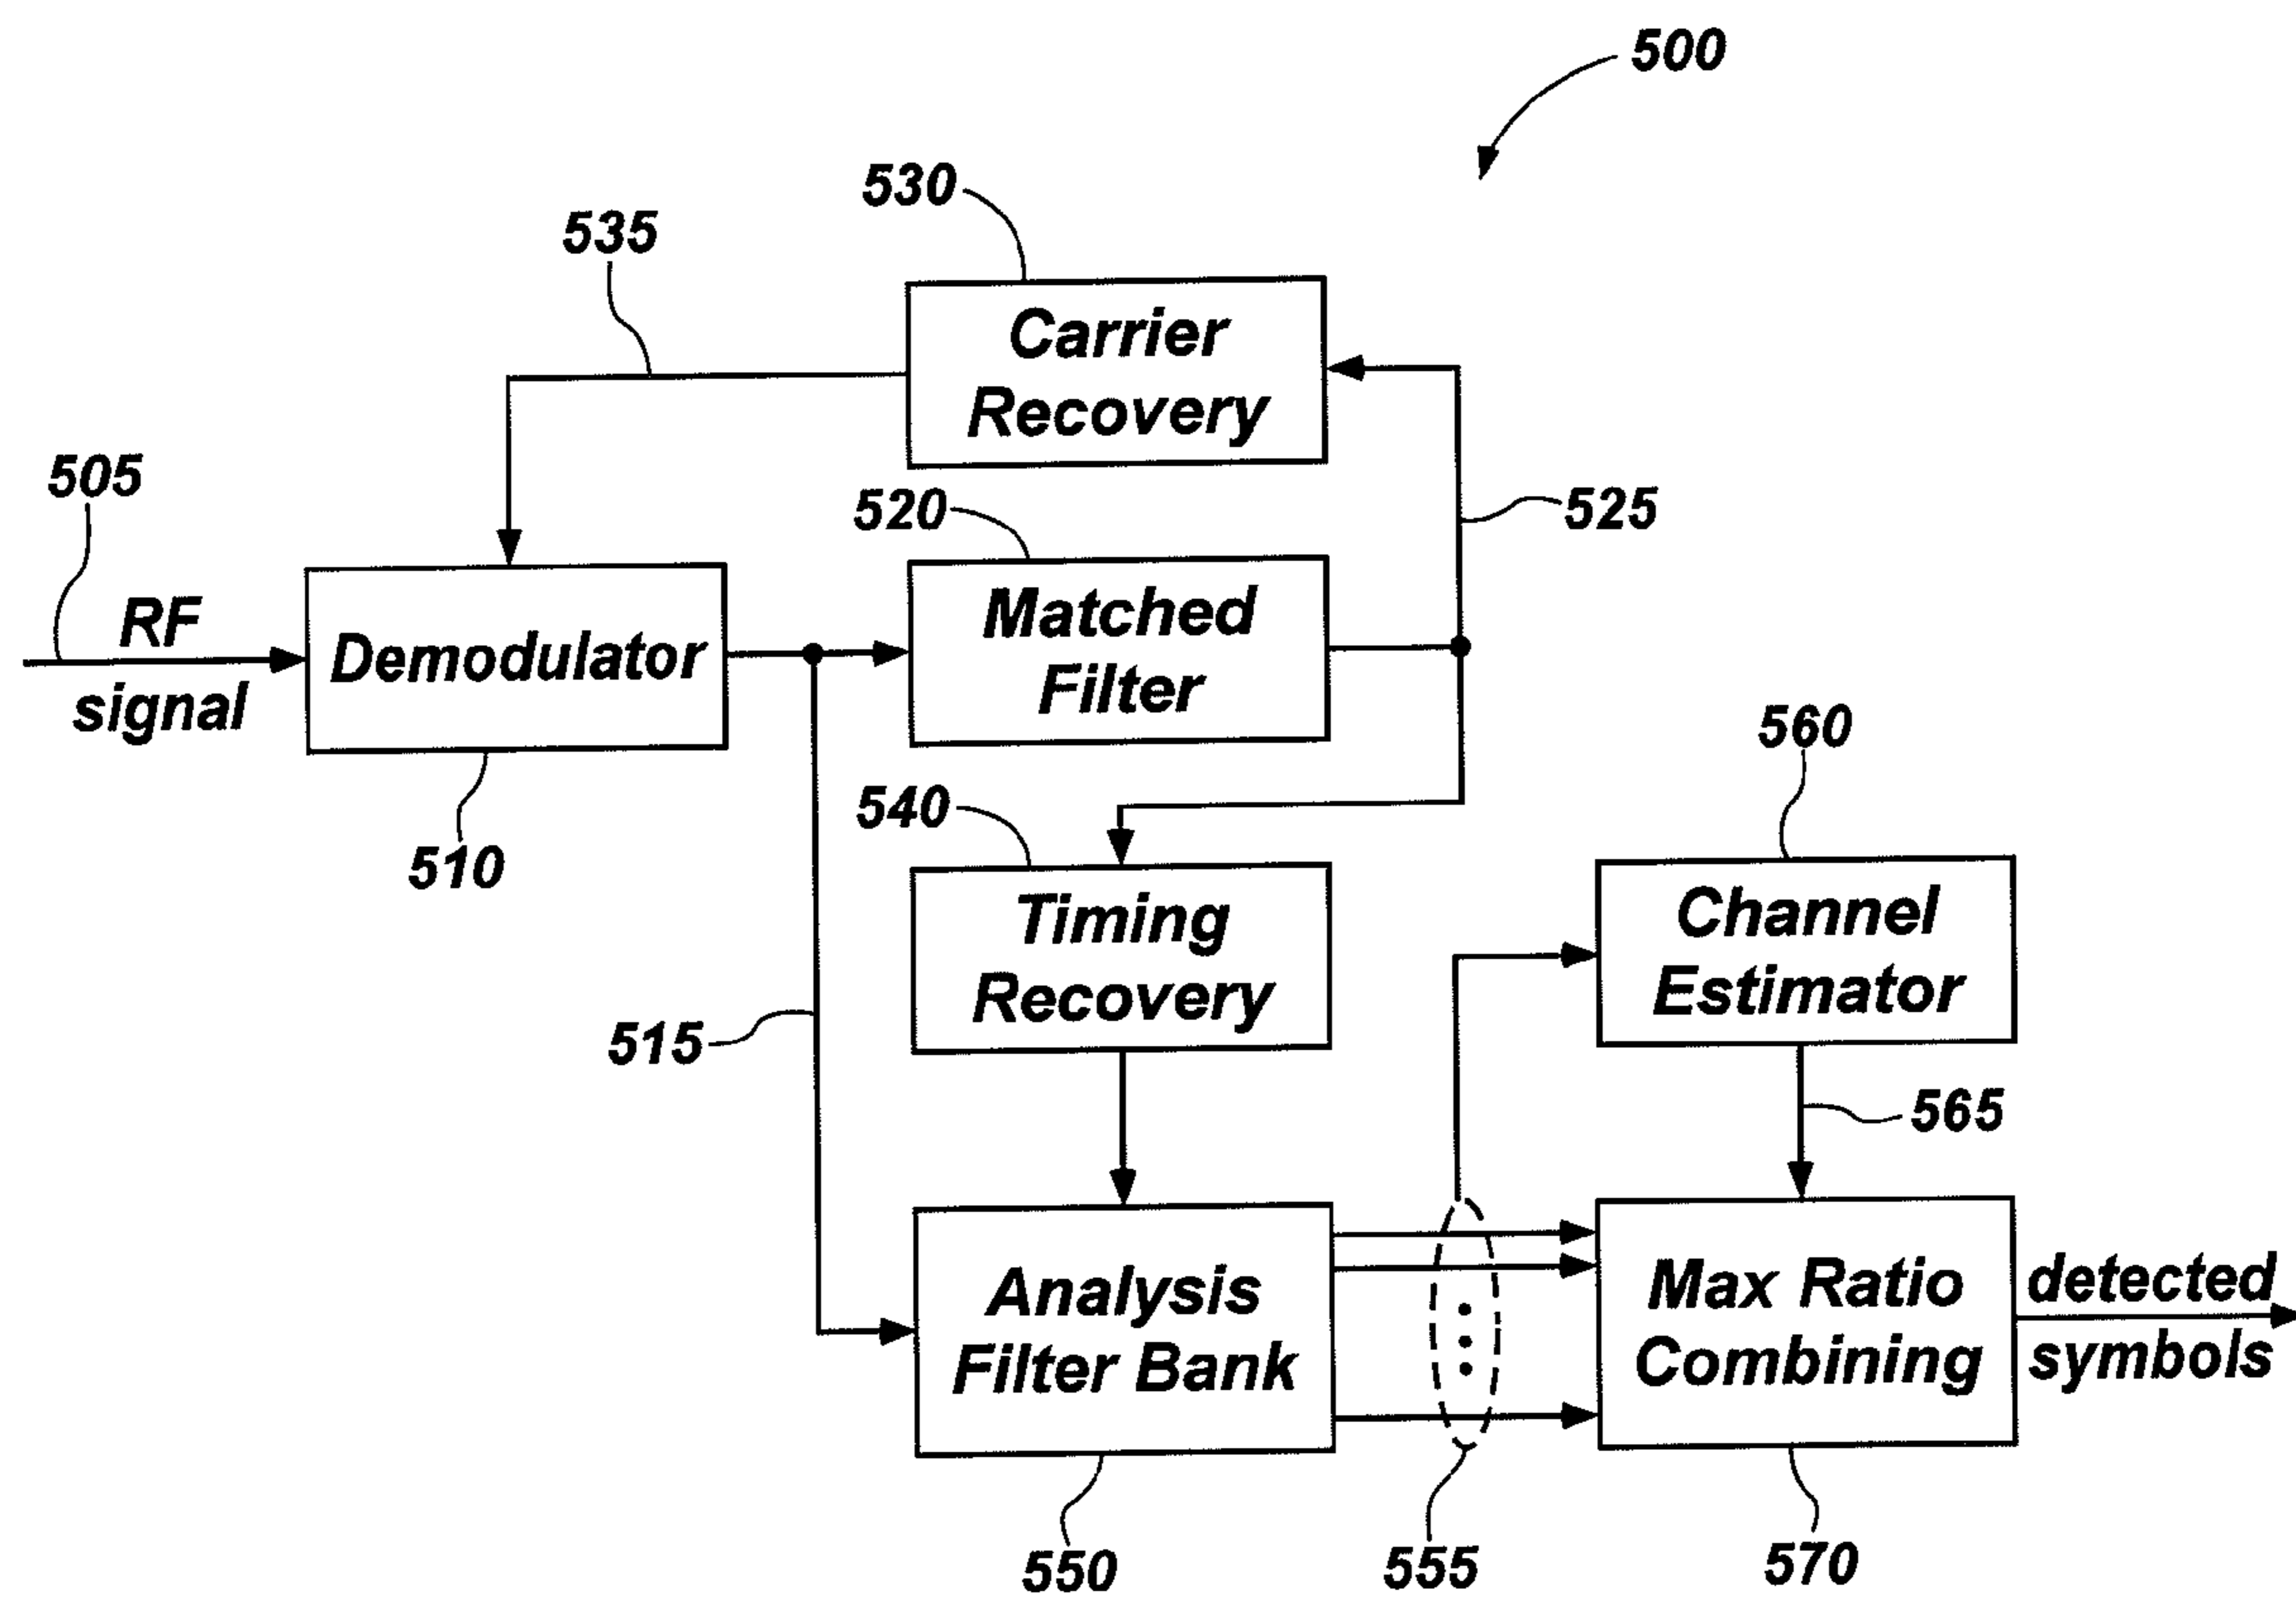 500
530
535
Carrier
Recovery
505
520
525
RF
signal
Demodulator
Matched
Filter
510
540
560
Timing
Recovery
Channel
Estimator
515
565
Analysis
Filter Bank
Max Ratio
Combining
detected
symbols
550
555
570